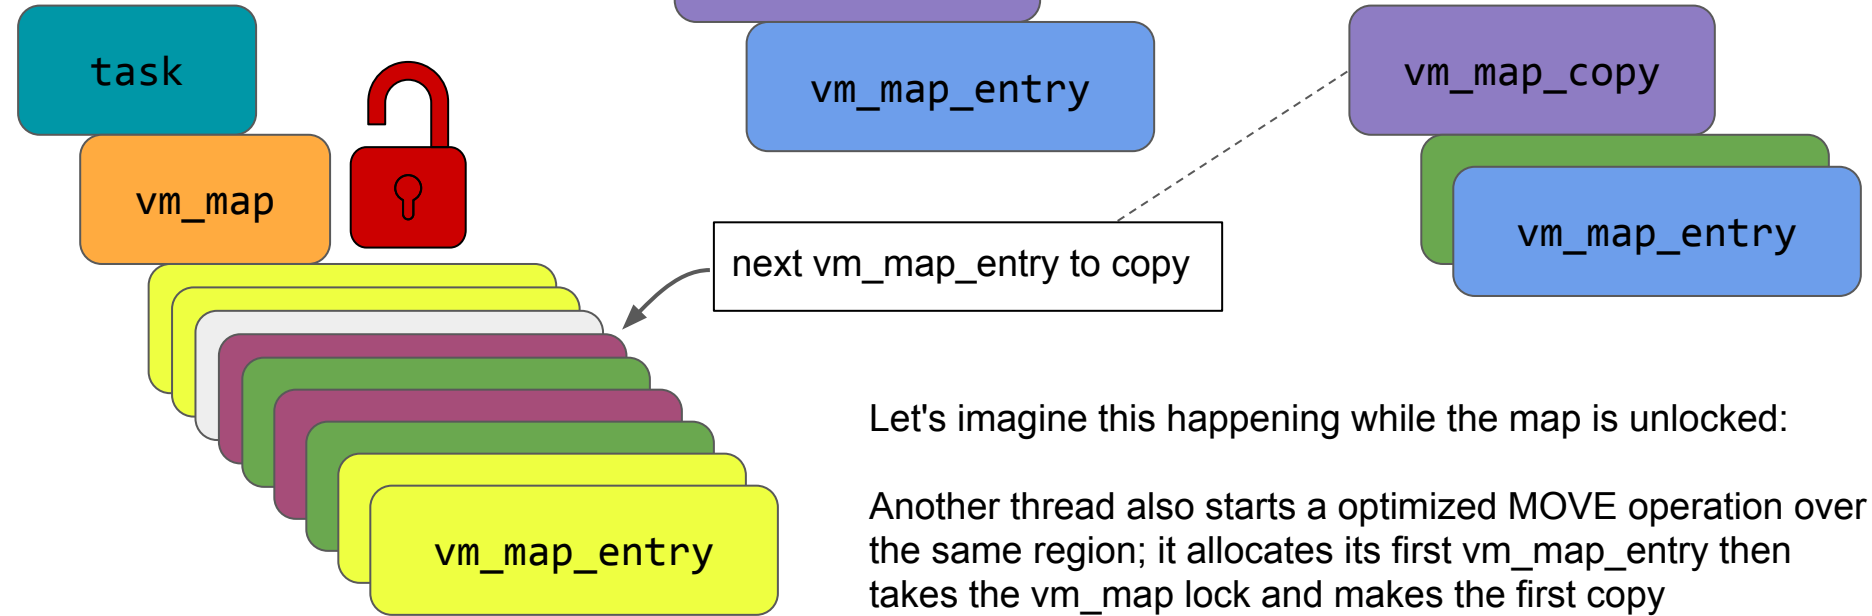 task
vm_map_entry
vm_map_copy
vm_map
vm_map_entry
next vm_map_entry to copy
Let's imagine this happening while the map is unlocked:
Another thread also starts a optimized MOVE operation over
the same region; it allocates its first vm_map_entry then
vm_map_entry
takes the vm_map lock and makes the first copy